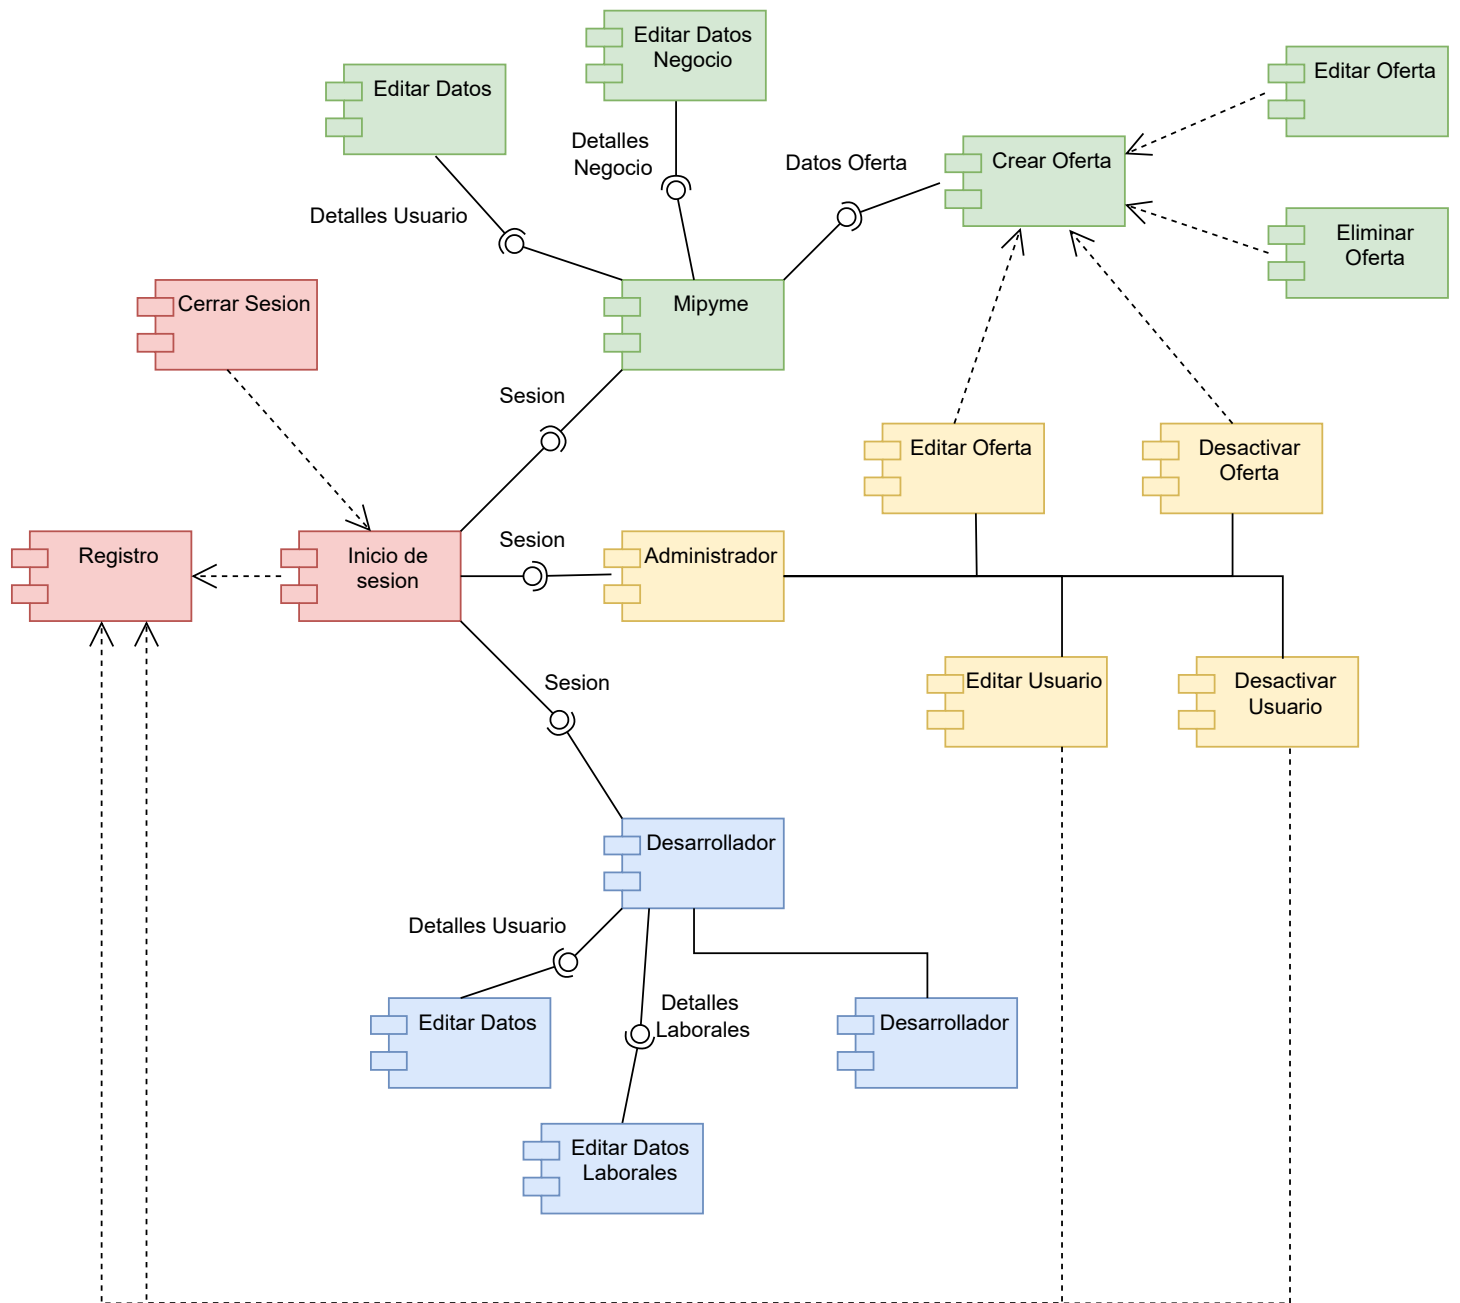 Editar Datos
Negocio
Editar Datos
Editar Oferta
Detalles
Negocio
Datos Oferta
Crear Oferta
Detalles Usuario
Eliminar
Oferta
Cerrar Sesion
Mipyme
Sesion
Editar Oferta
Desactivar
Oferta
Registro
Inicio de
sesion
Sesion
Administrador
Sesion
Editar Usuario
Desactivar
Usuario
Desarrollador
Detalles Usuario
Detalles
Laborales
Editar Datos
Desarrollador
Editar Datos
Laborales